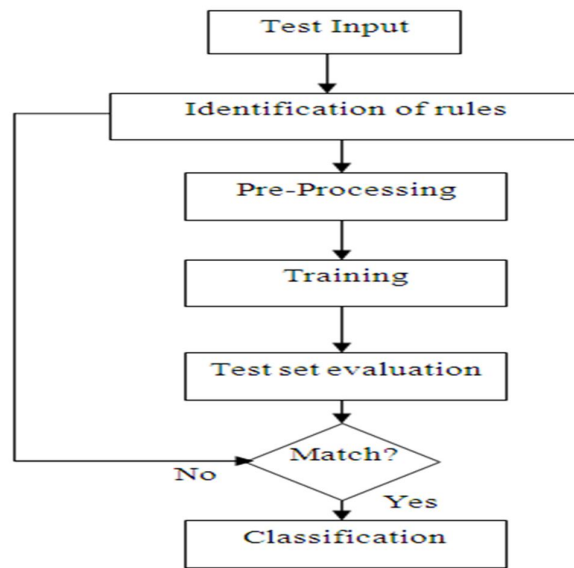 Test Input
Identification of rules
Pre-Processing
Training
Test set evaluation
Match?
No
Yes
Classification